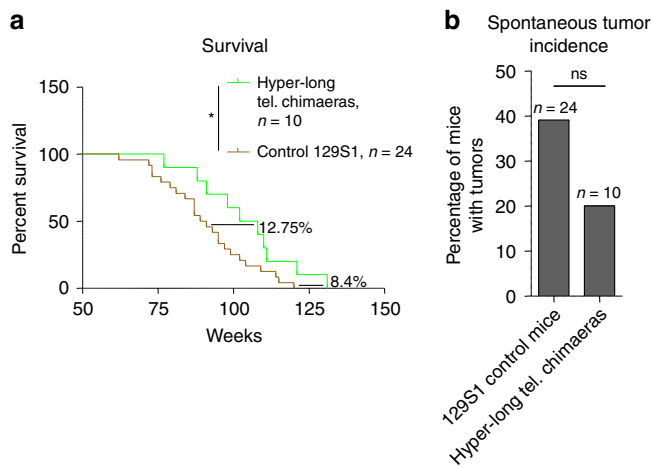 a
Survival
150
100
50
0
Percent survival
50
75
100
125
150
Weeks
Hyper-long
tel. chimaeras,
n = 10
*
Control 129S1, n = 24
12.75%
8.4%
b
Spontaneous tumor
incidence
50
40
30
20
10
0
Percentage of mice
with tumors
ns
n = 24
n = 10
129S1 control mice
Hyper-long tel. chimaeras